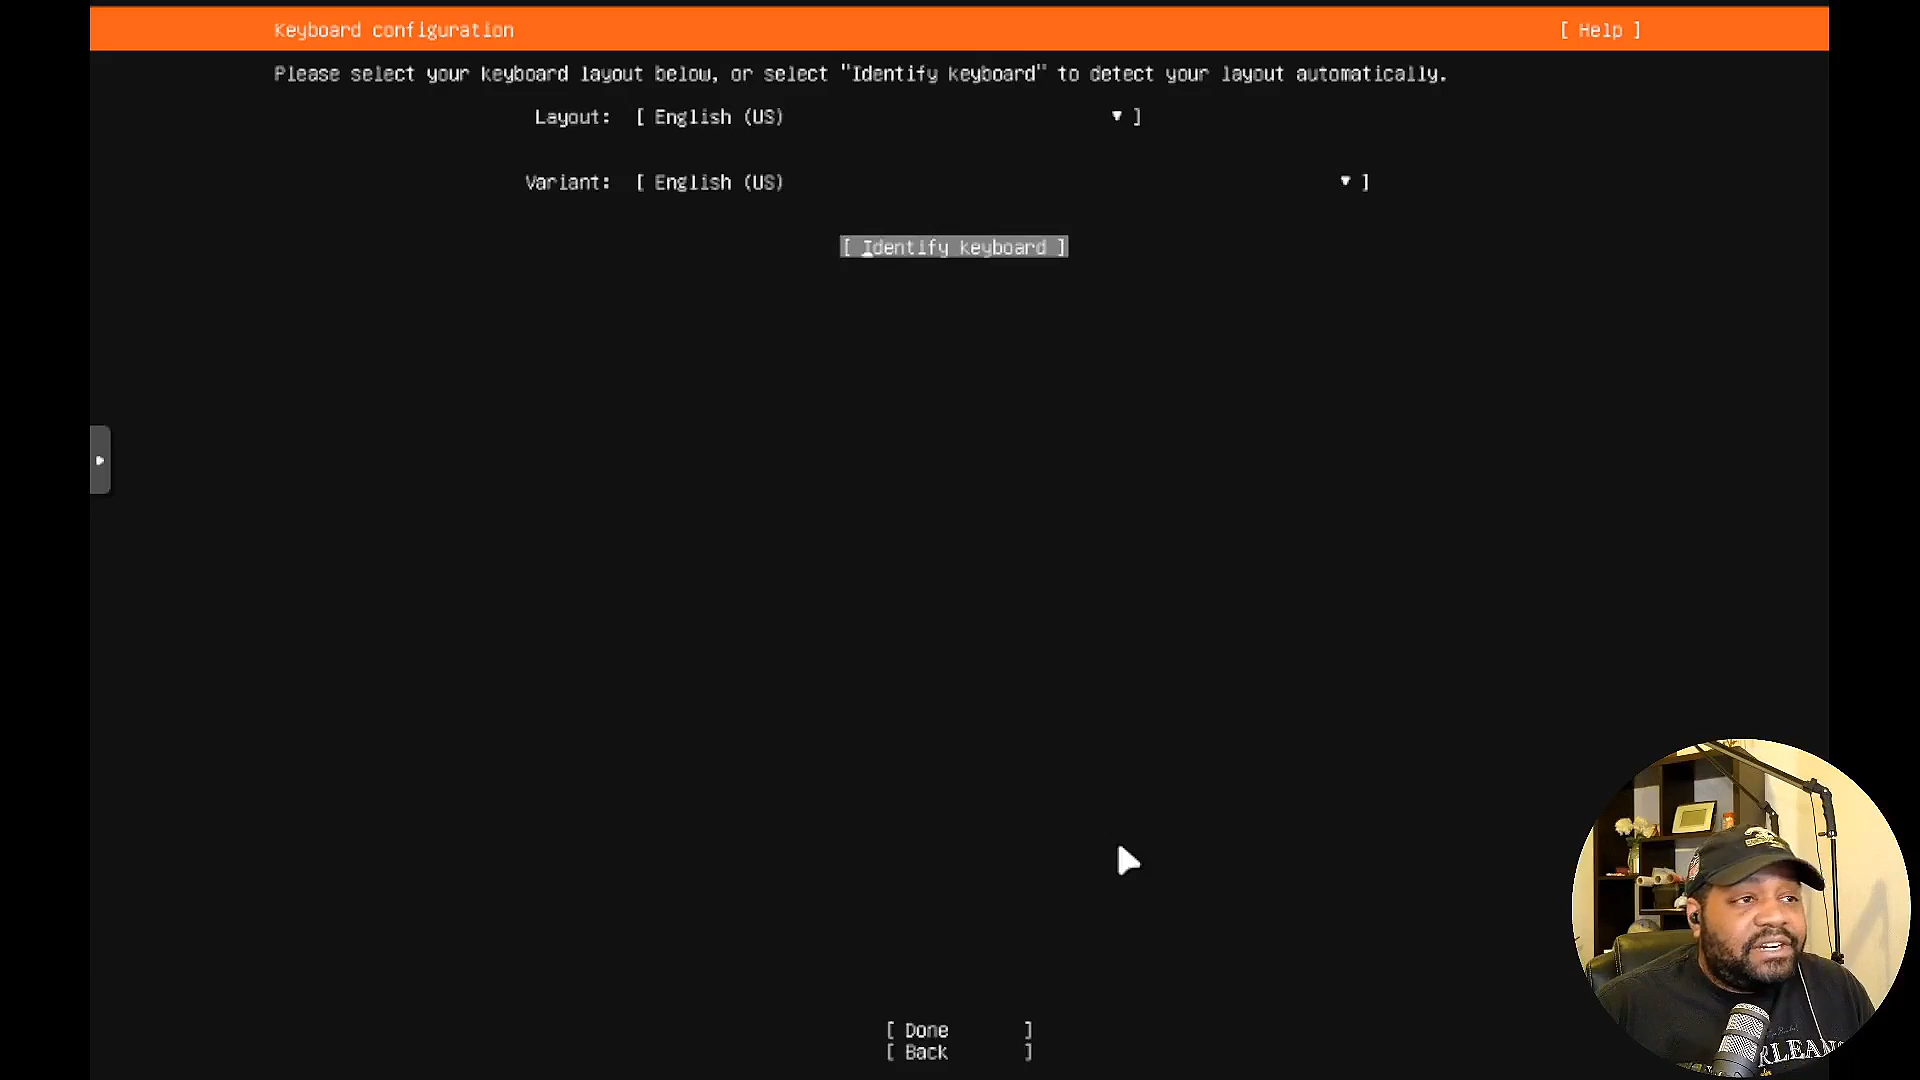 Keyboard configuration [ Help ]
Please select your keyboard layout below, or select "Identify keyboard" to detect your layout automatically.
Layout: [ English (US) ▾ ]
Variant: [ English (US) ▾ ]
[ Identify keyboard ]
[ Done ]
[ Back ]